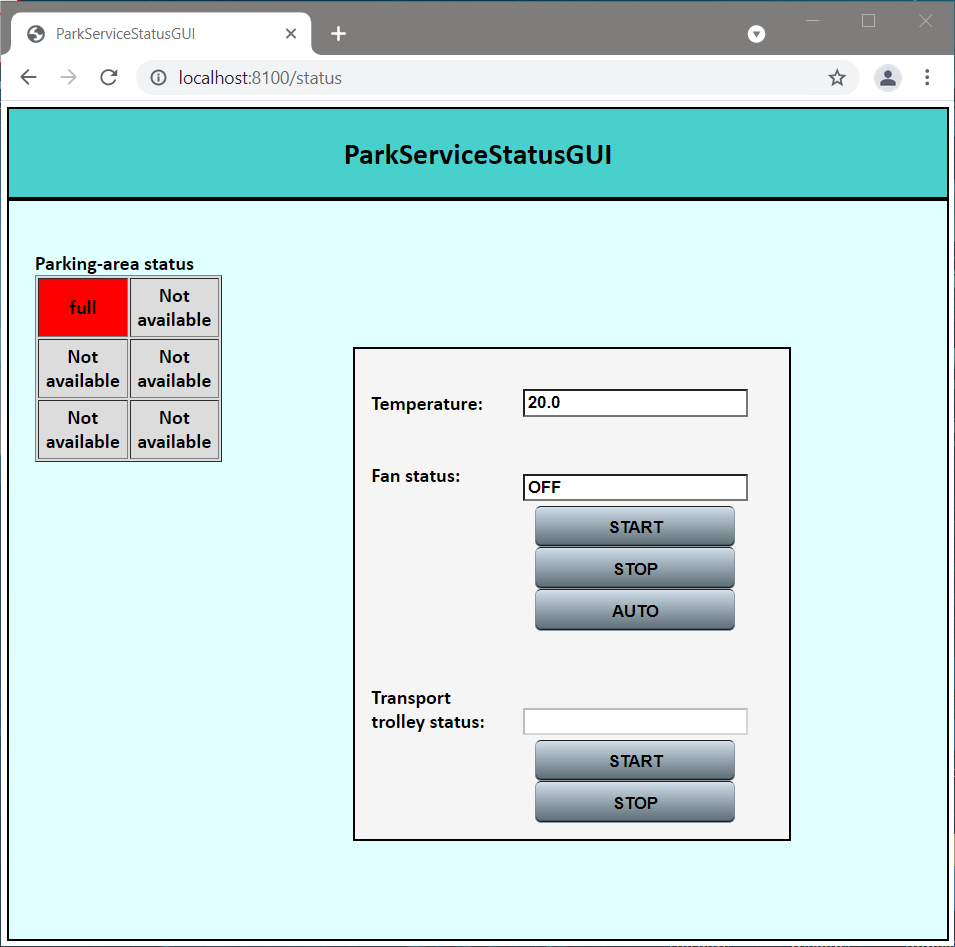 ParkServiceStatusGUI
localhost:8100/status
ParkServiceStatusGUI
Parking-area status
full
Not
available
Not
available
Not
available
Not
available
Not
available
Temperature:
20.0
Fan status:
OFF
START
STOP
AUTO
Transport
trolley status:
START
STOP